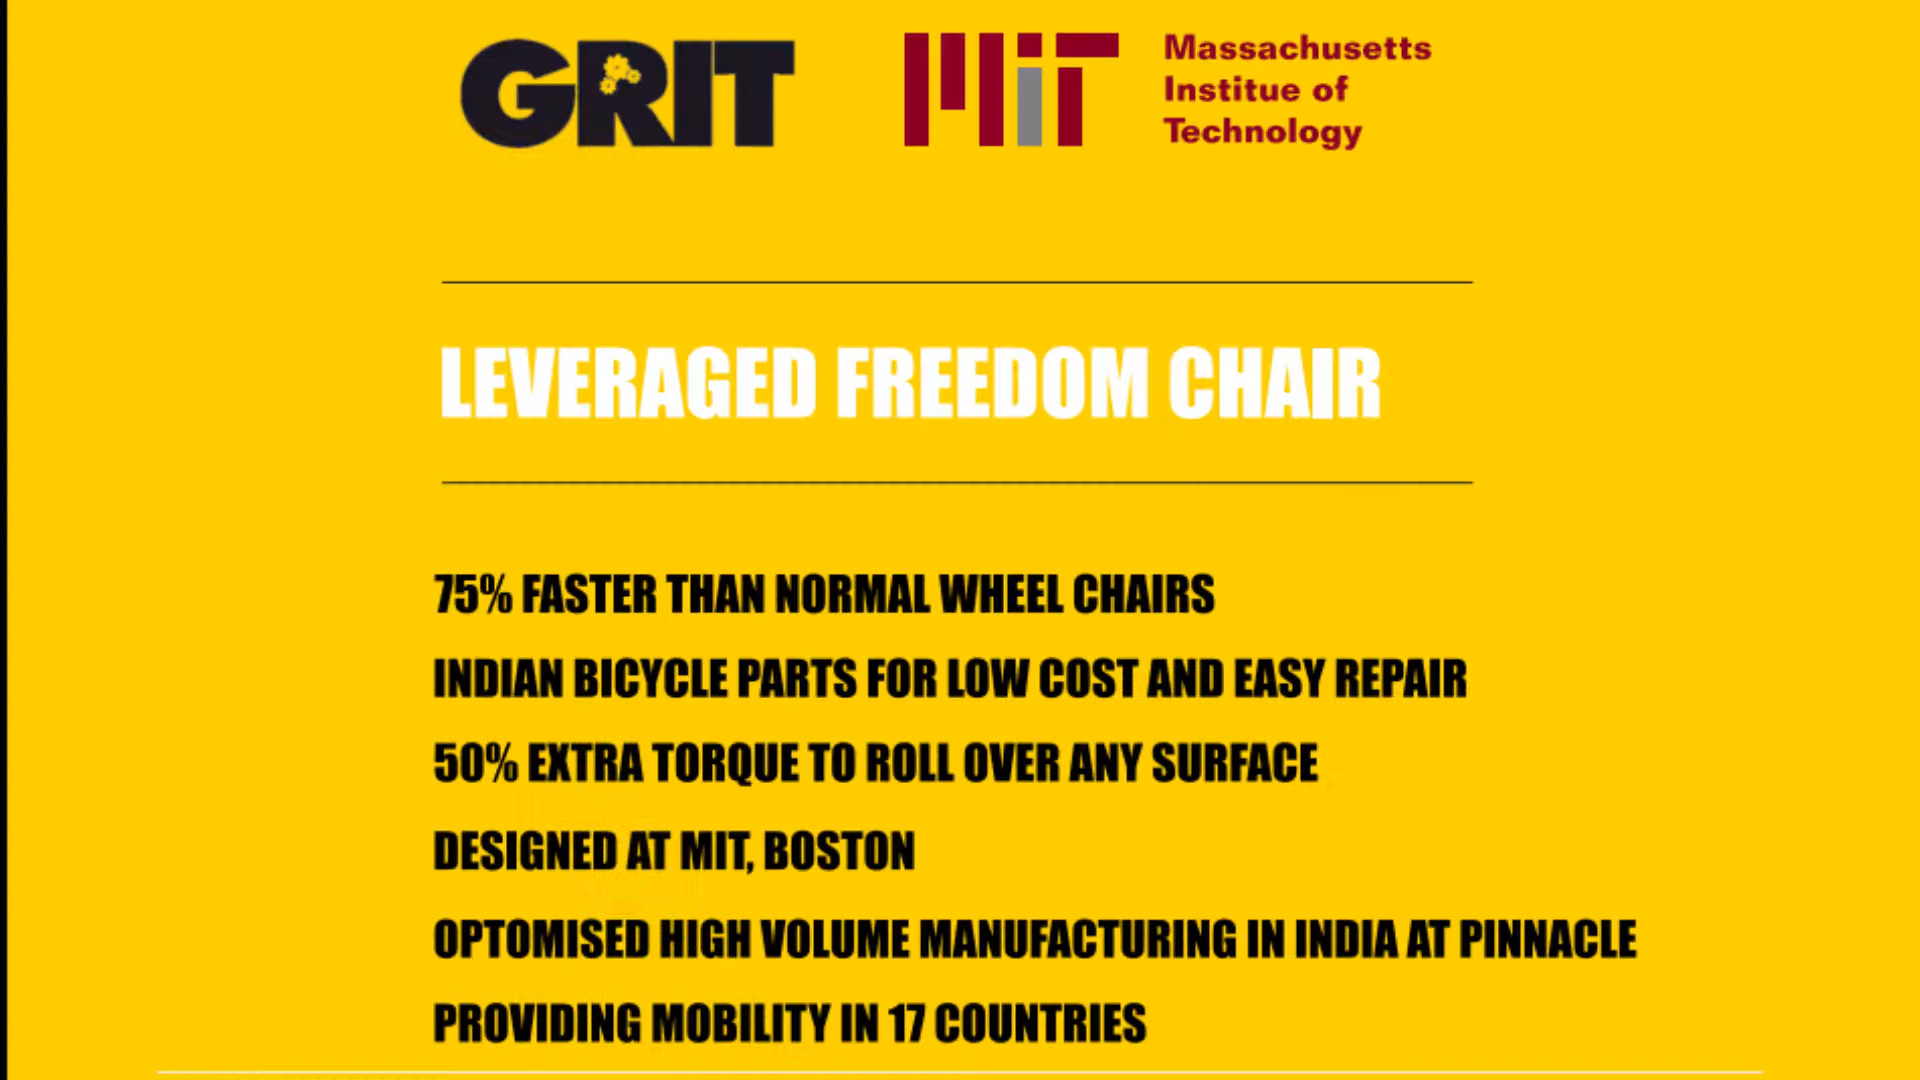 GRIT
MiT
Massachusetts
Institue of
Technology
LEVERAGED FREEDOM CHAIR
75% FASTER THAN NORMAL WHEEL CHAIRS
INDIAN BICYCLE PARTS FOR LOW COST AND EASY REPAIR
50% EXTRA TORQUE TO ROLL OVER ANY SURFACE
DESIGNED AT MIT, BOSTON
OPTOMISED HIGH VOLUME MANUFACTURING IN INDIA AT PINNACLE
PROVIDING MOBILITY IN 17 COUNTRIES